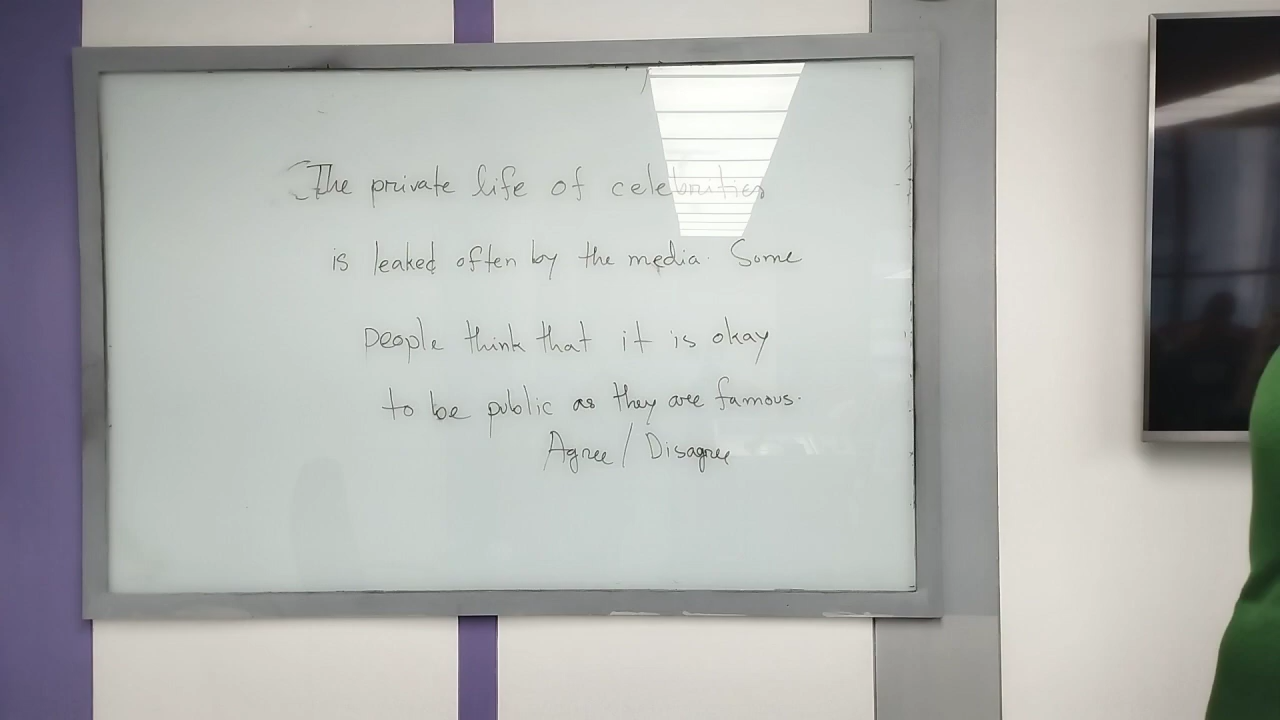 The private life of celebrities
is leaked often by the media. Some
people think that it is okay
to be public as they are famous.
Agree / Disagree